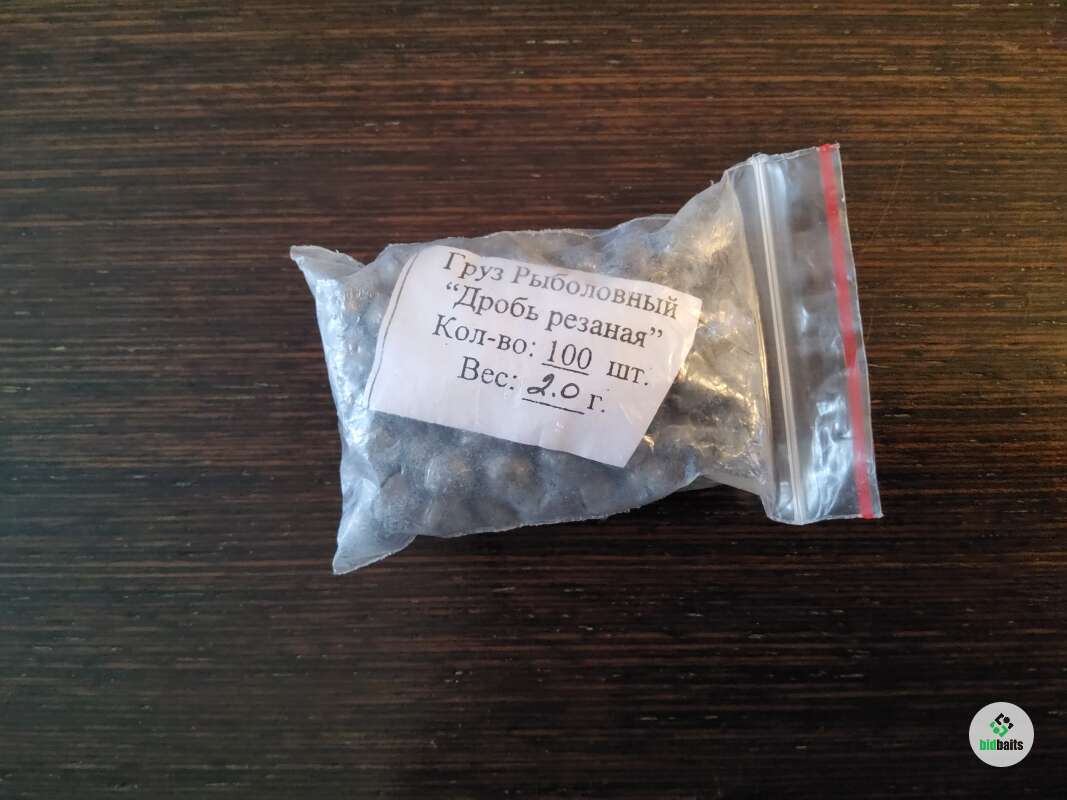 Груз Рыболовный
“Дробь резаная”
Кол-во: 100 шт.
Вес: 2.0 г.
bidbaits